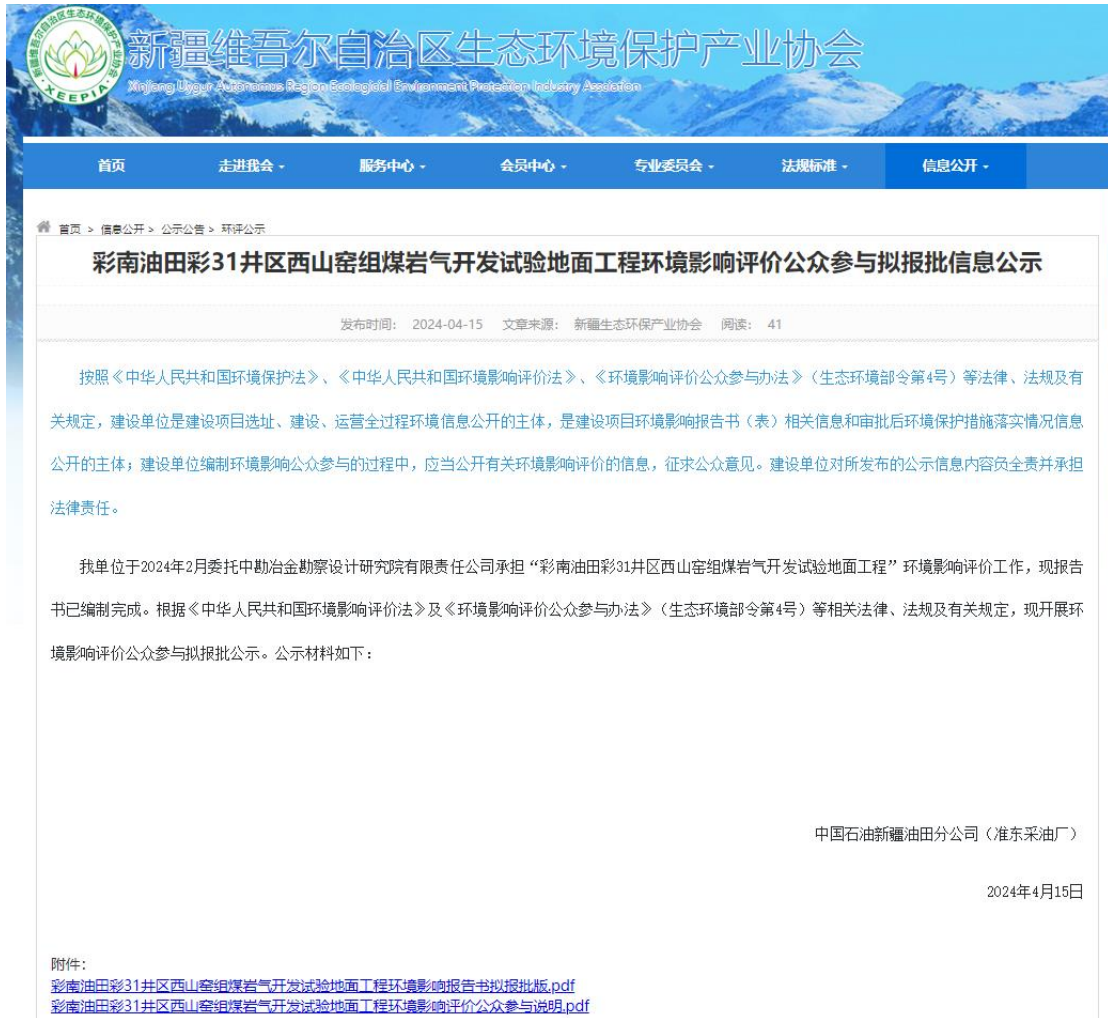 新疆维吾尔自治区生态环境保护产业协会
XEEPIA
新疆维吾尔自治区生态环境保护产业协会
Xinjiang Uygur Autonomous Region Ecological Environment Protection Industry Association
首页 走进我会 服务中心 会员中心 专业委员会 法规标准 信息公开
首页 > 信息公开 > 公示公告 > 环评公示
彩南油田彩31井区西山窑组煤岩气开发试验地面工程环境影响评价公众参与拟报批信息公示
发布时间： 2024-04-15 文章来源： 新疆生态环保产业协会 阅读： 41
按照《中华人民共和国环境保护法》、《中华人民共和国环境影响评价法》、《环境影响评价公众参与办法》（生态环境部令第4号）等法律、法规及有
关规定，建设单位是建设项目选址、建设、运营全过程环境信息公开的主体，是建设项目环境影响报告书（表）相关信息和审批后环境保护措施落实情况信息
公开的主体；建设单位编制环境影响公众参与的过程中，应当公开有关环境影响评价的信息，征求公众意见。建设单位对所发布的公示信息内容负全责并承担
法律责任。
我单位于2024年2月委托中勘冶金勘察设计研究院有限责任公司承担“彩南油田彩31井区西山窑组煤岩气开发试验地面工程”环境影响评价工作，现报告
书已编制完成。根据《中华人民共和国环境影响评价法》及《环境影响评价公众参与办法》（生态环境部令第4号）等相关法律、法规及有关规定，现开展环
境影响评价公众参与拟报批公示。公示材料如下：
中国石油新疆油田分公司（准东采油厂）
2024年4月15日
附件：
彩南油田彩31井区西山窑组煤岩气开发试验地面工程环境影响报告书拟报批版.pdf
彩南油田彩31井区西山窑组煤岩气开发试验地面工程环境影响评价公众参与说明.pdf